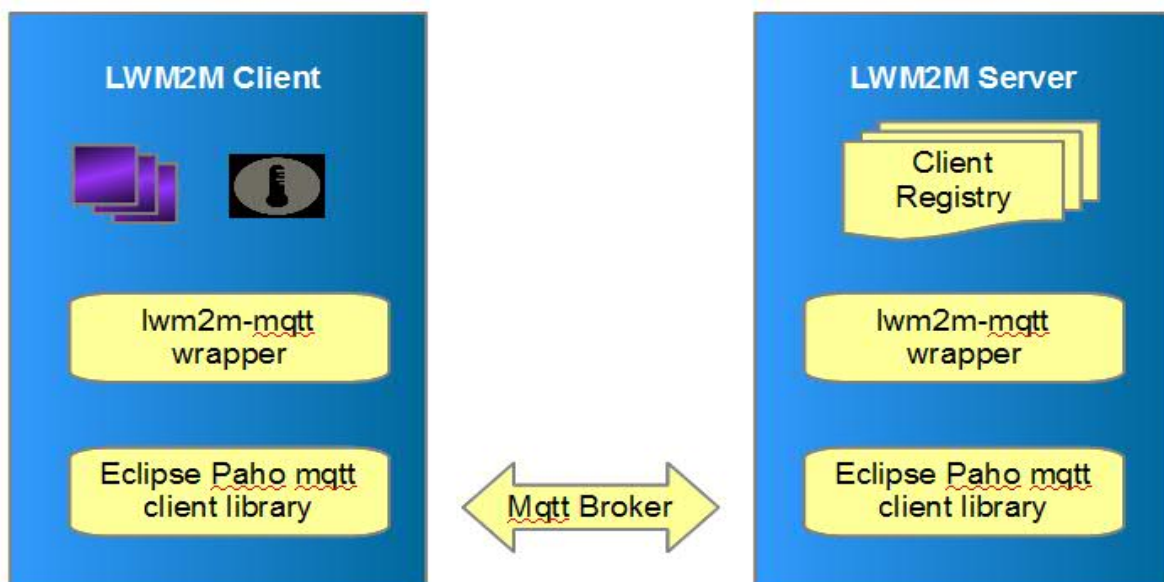 LWM2M Client
lwm2m-mqtt
wrapper
Eclipse Paho mqtt
client library
Mqtt Broker
LWM2M Server
Client
Registry
lwm2m-mqtt
wrapper
Eclipse Paho mqtt
client library